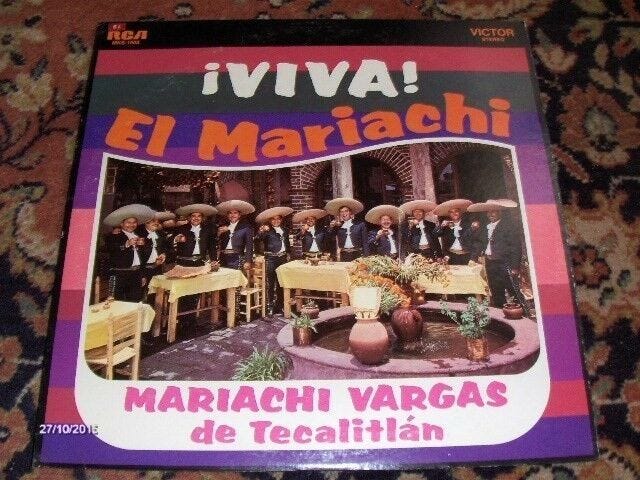 RCA
VICTOR
STEREO
¡VIVA!
El Mariachi
MARIACHI VARGAS
de Tecalitlán
27/10/2015